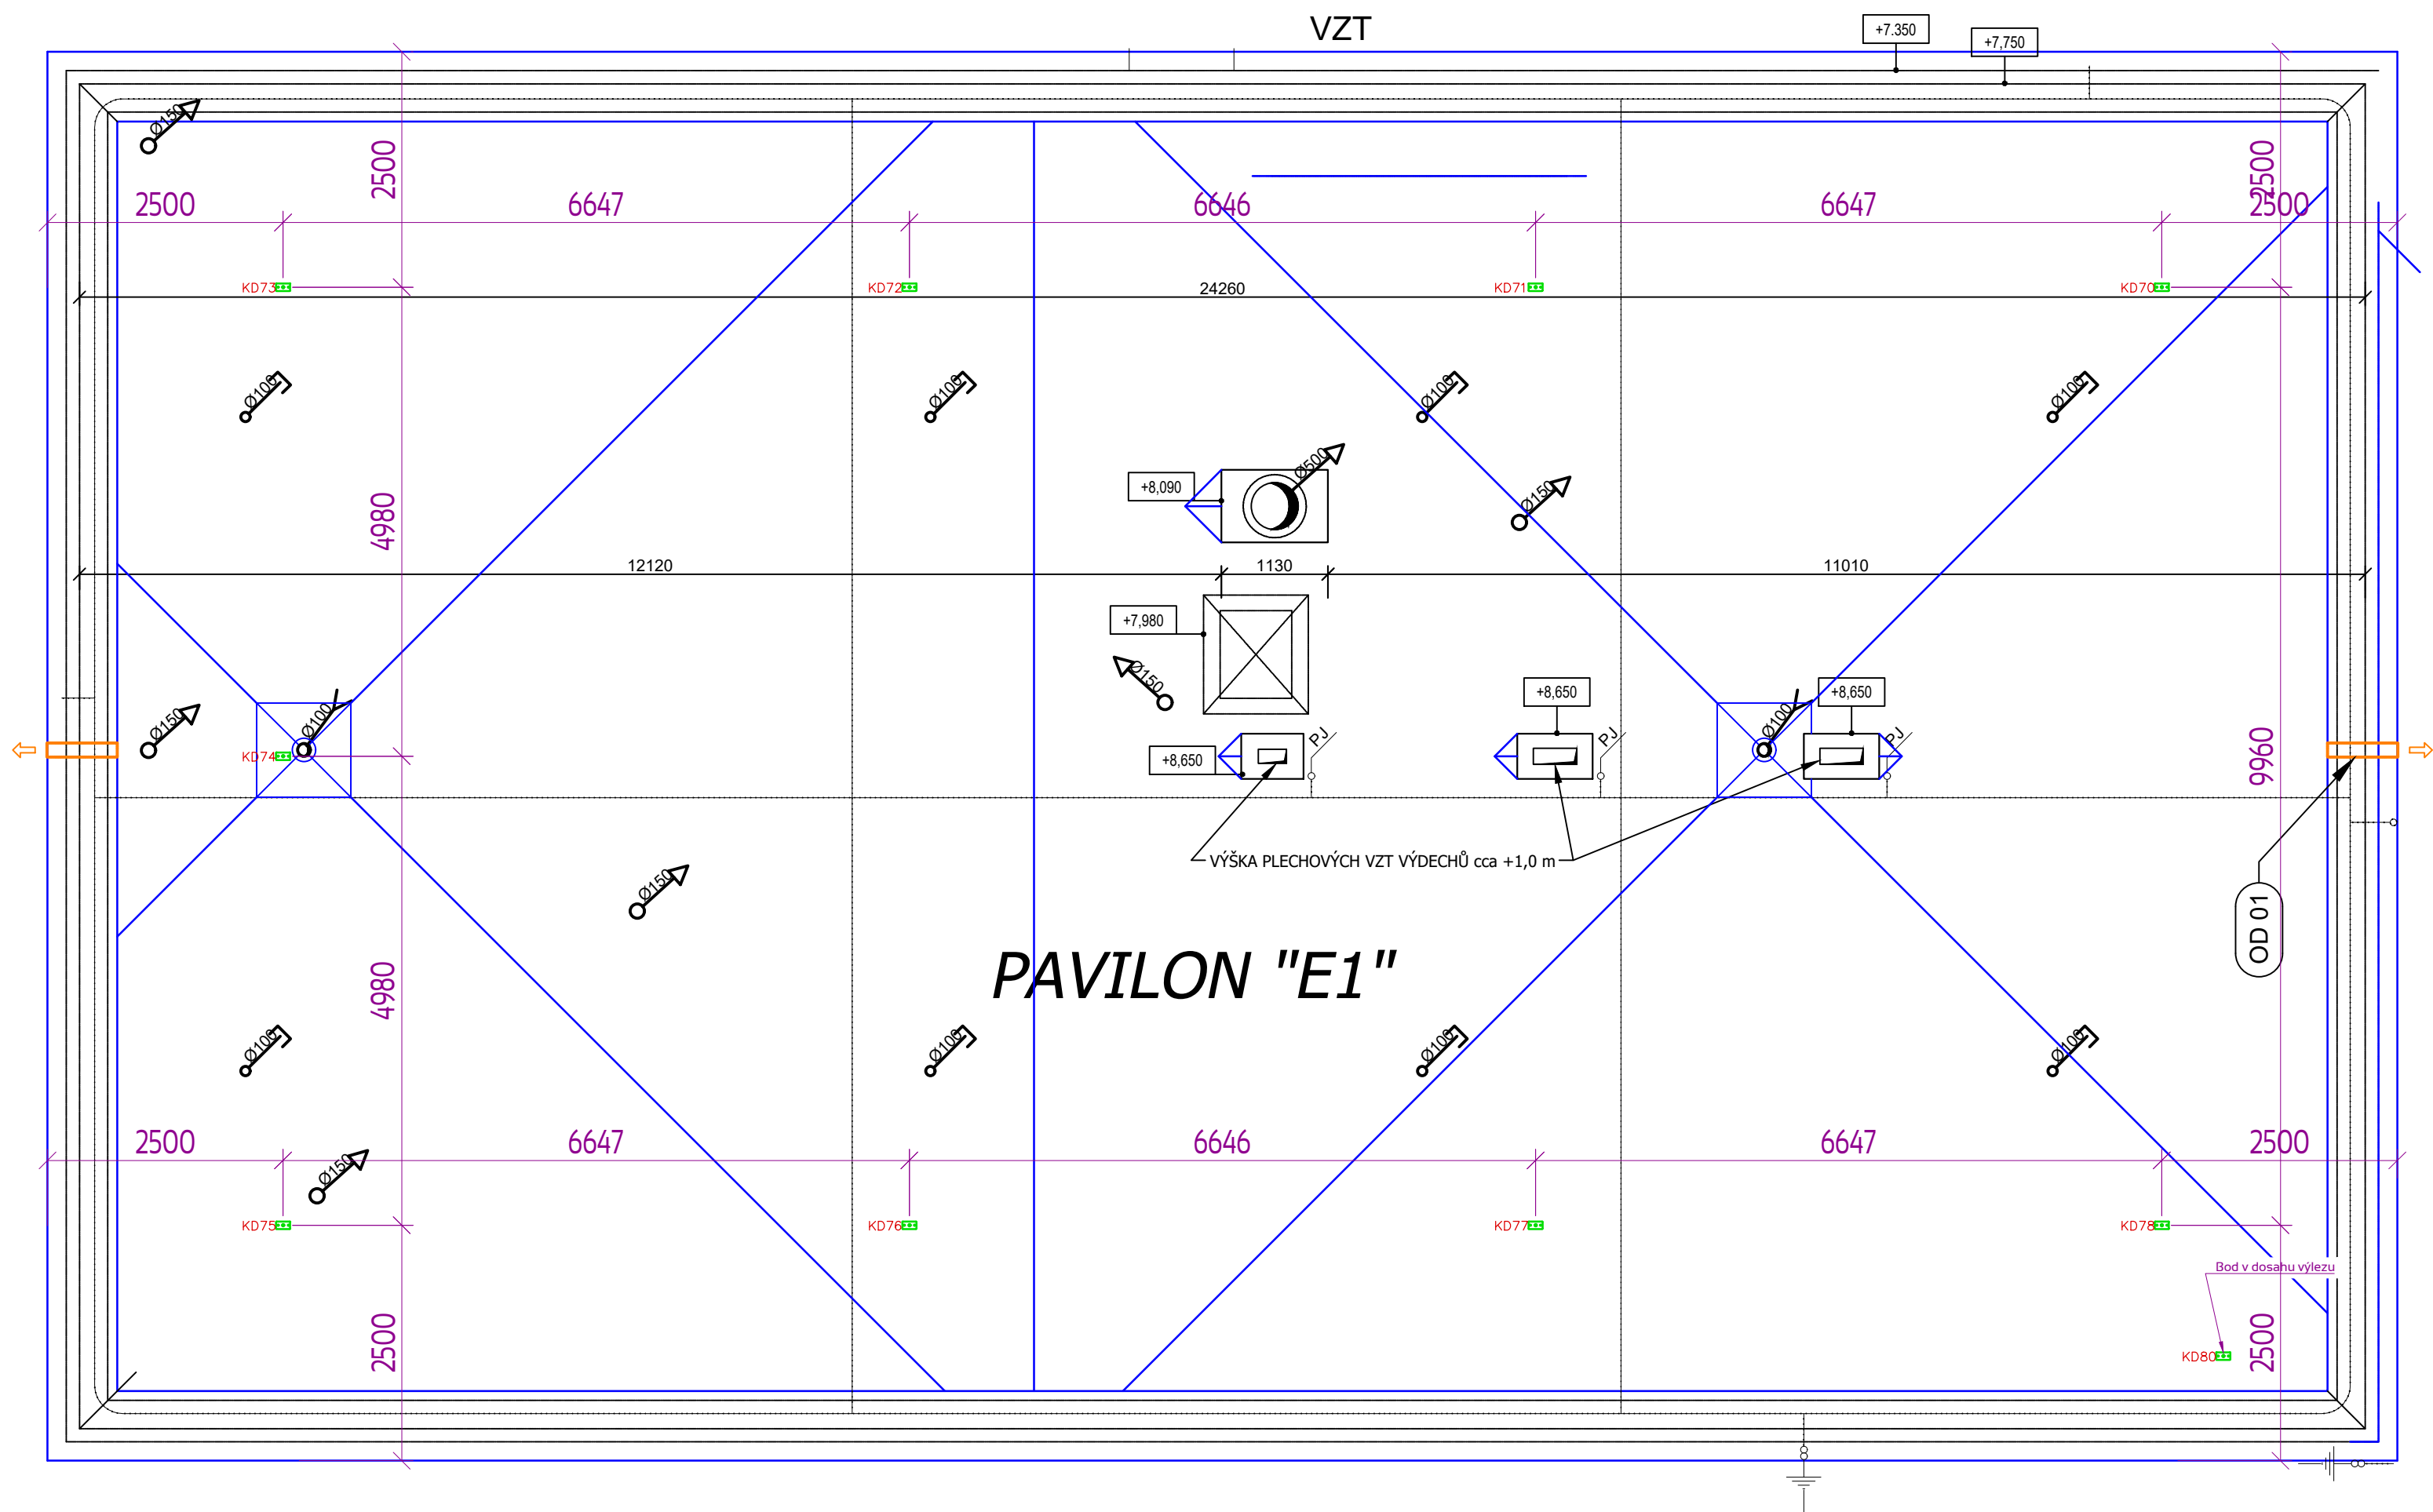 VZT
+7.350
+7,750
Ø150
2500
2500
2500 6647 6646 6647 2500
KD73 KD72 KD71 KD70
24260
Ø100 Ø100 Ø100 Ø100
Ø500
+8,090
Ø150
4980
12120 1130 11010
+7,980
Ø150
+8,650 +8,650
Ø150 Ø100 Ø100
PJ PJ PJ
KD74
+8,650
9960
VÝŠKA PLECHOVÝCH VZT VÝDECHŮ cca +1,0 m
Ø150
OD 01
PAVILON "E1"
4980
Ø100 Ø100 Ø100 Ø100
2500 6647 6646 6647 2500
Ø150
KD75 KD76 KD77 KD78
Bod v dosahu výlezu
2500
2500
KD80